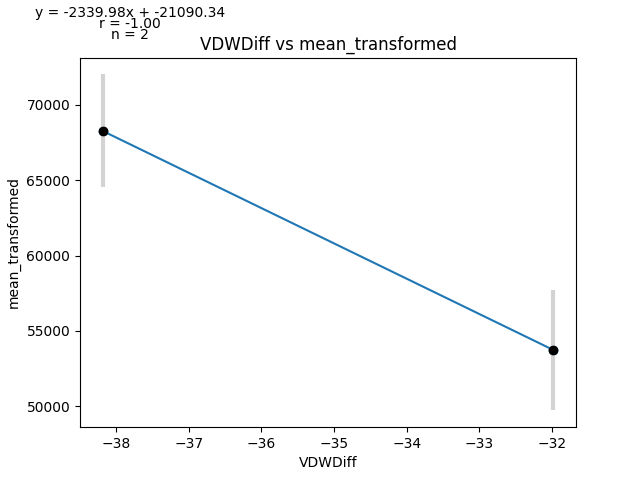 y = -2339.98x + -21090.34
r = -1.00
n = 2
VDWDiff vs mean_transformed
70000
65000
60000
55000
50000
mean_transformed
−38
−37
−36
−35
−34
−33
−32
VDWDiff